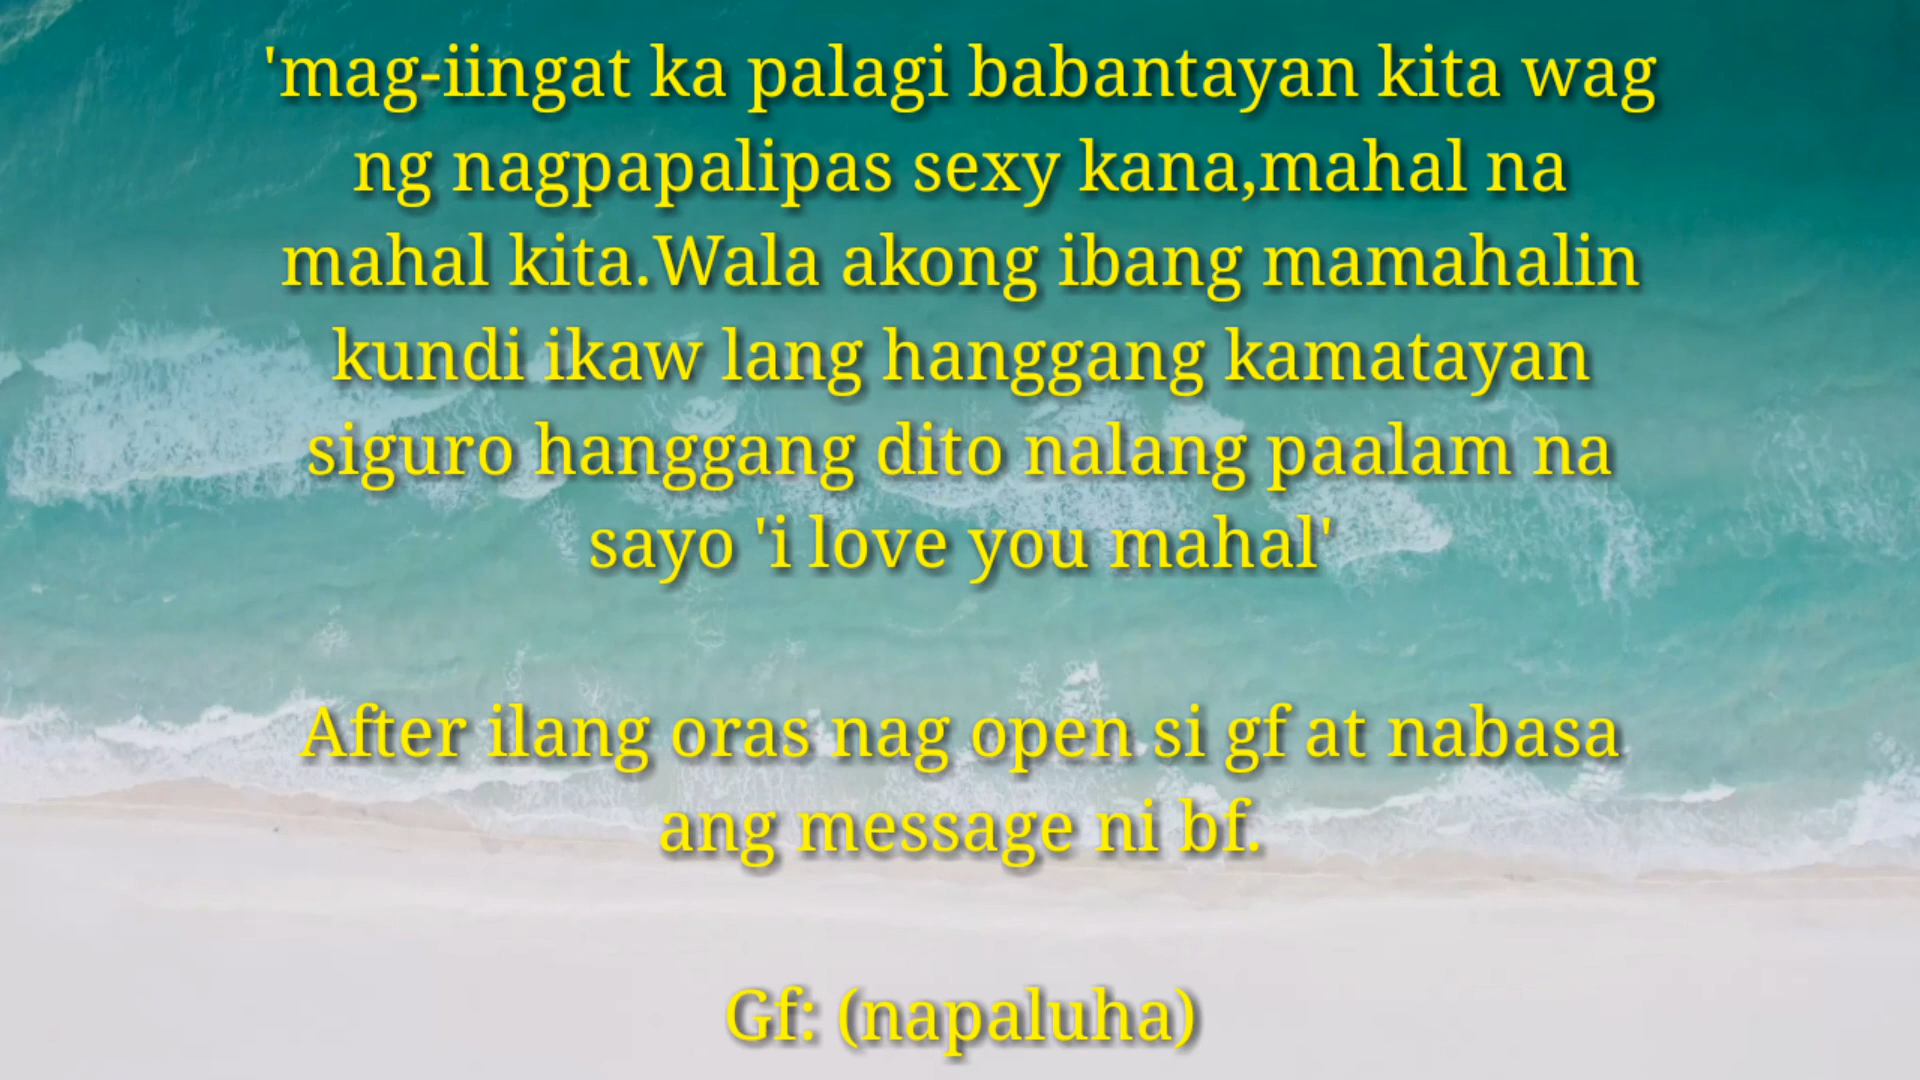 'mag-iingat ka palagi babantayan kita wag
ng nagpapalipas sexy kana,mahal na
mahal kita.Wala akong ibang mamahalin
kundi ikaw lang hanggang kamatayan
siguro hanggang dito nalang paalam na
sayo 'i love you mahal'
After ilang oras nag open si gf at nabasa
ang message ni bf.
Gf: (napaluha)